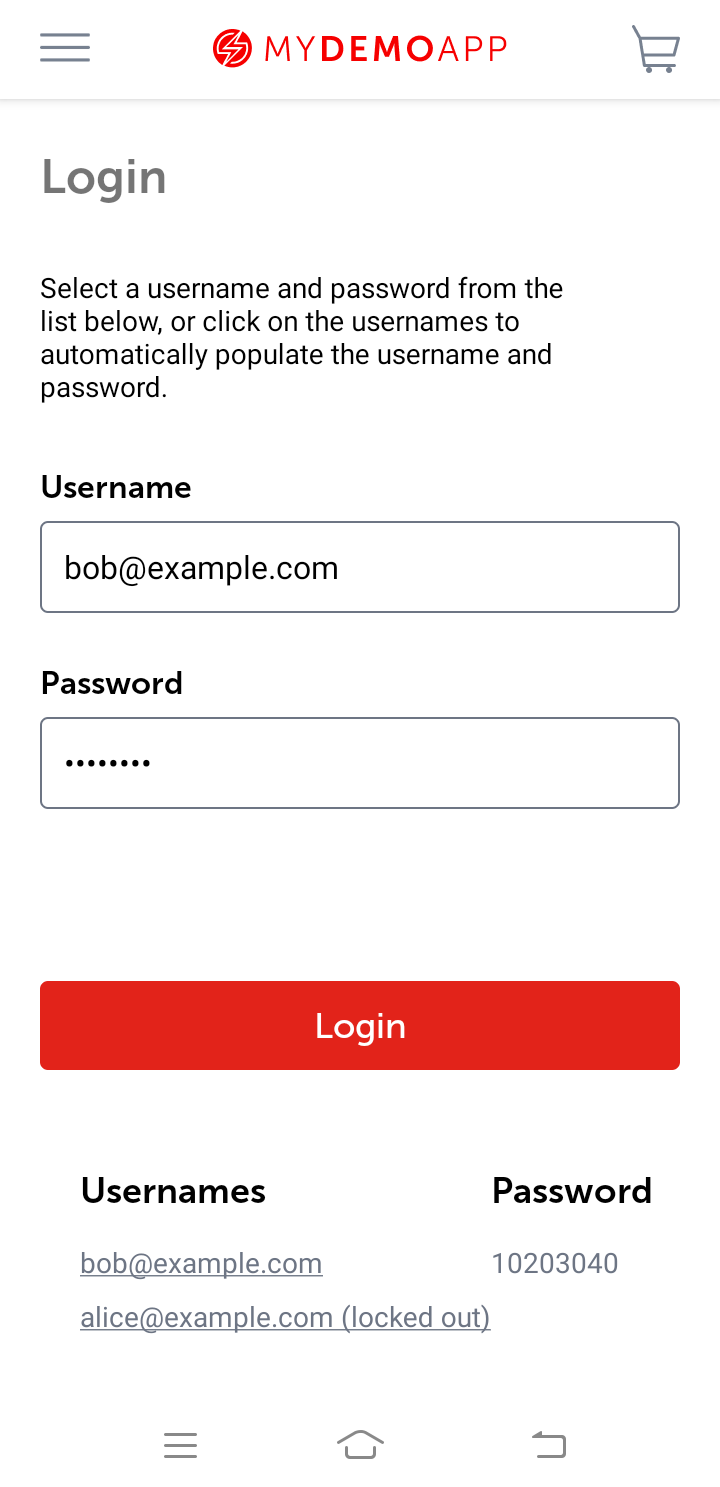 MYDEMOAPP
Login
Select a username and password from the
list below, or click on the usernames to
automatically populate the username and
password.
Username
bob@example.com
Password
••••••••
Login
Usernames Password
bob@example.com 10203040
alice@example.com (locked out)